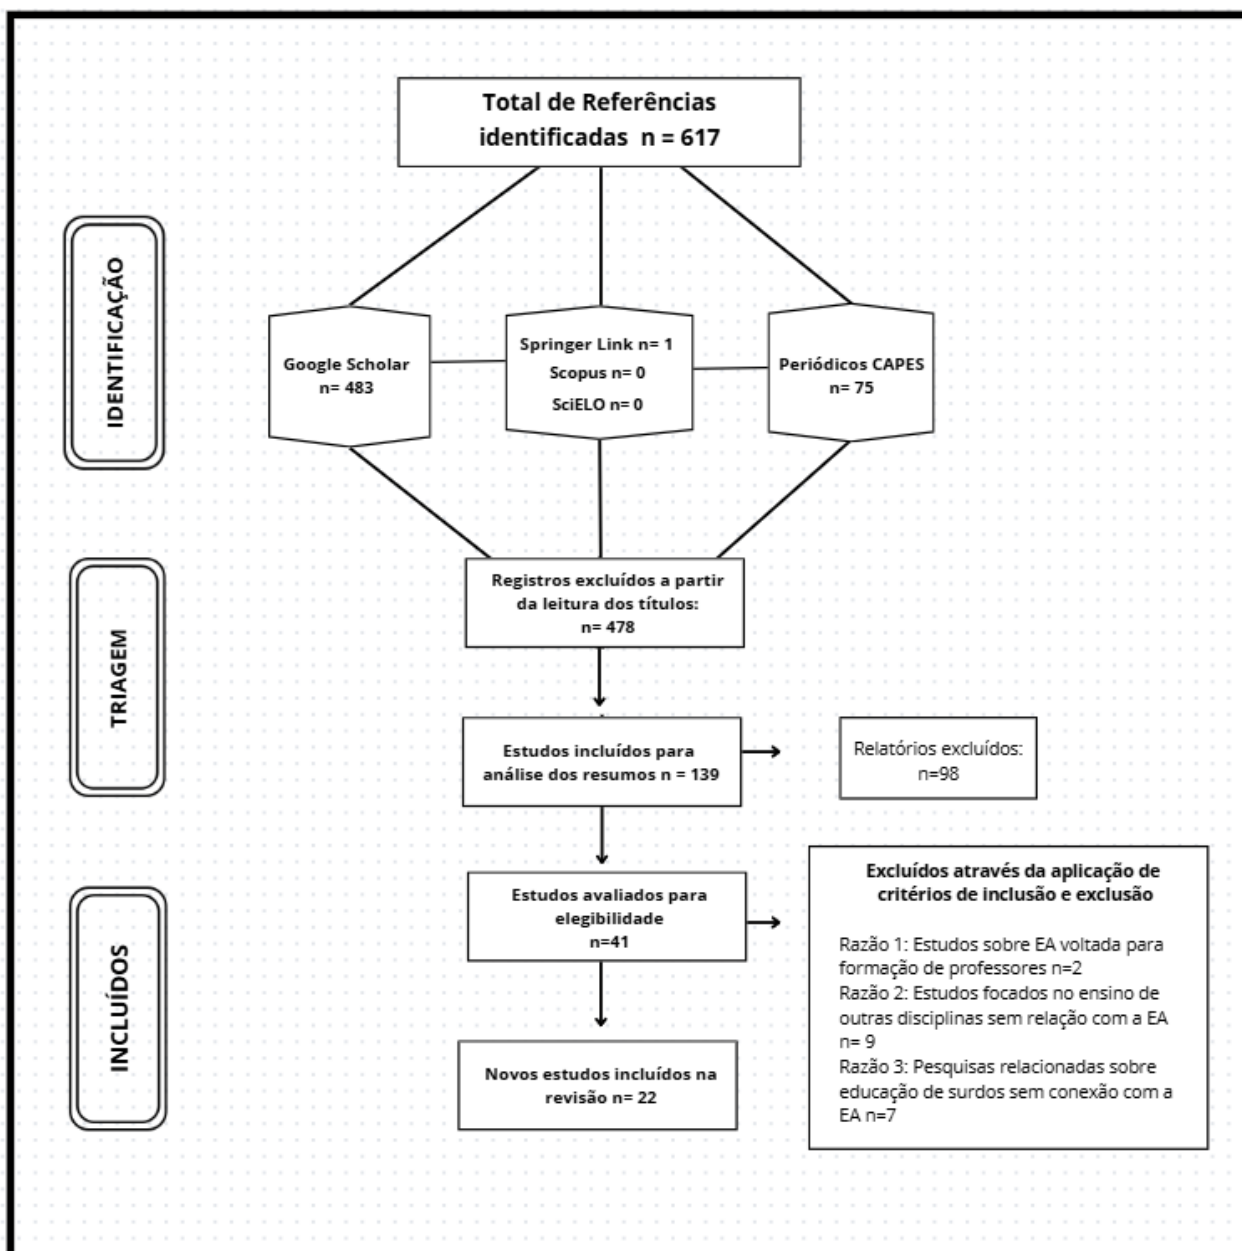 Total de Referências
identificadas n = 617
IDENTIFICAÇÃO
Google Scholar
n= 483
Springer Link n= 1
Scopus n= 0
SciELO n= 0
Periódicos CAPES
n= 75
TRIAGEM
Registros excluídos a partir
da leitura dos títulos:
n= 478
Estudos incluídos para
análise dos resumos n = 139
Relatórios excluídos:
n=98
INCLUÍDOS
Estudos avaliados para
elegibilidade
n=41
Excluídos através da aplicação de
critérios de inclusão e exclusão
Razão 1: Estudos sobre EA voltada para
formação de professores n=2
Razão 2: Estudos focados no ensino de
outras disciplinas sem relação com a EA
n= 9
Razão 3: Pesquisas relacionadas sobre
educação de surdos sem conexão com a
EA n=7
Novos estudos incluídos na
revisão n= 22